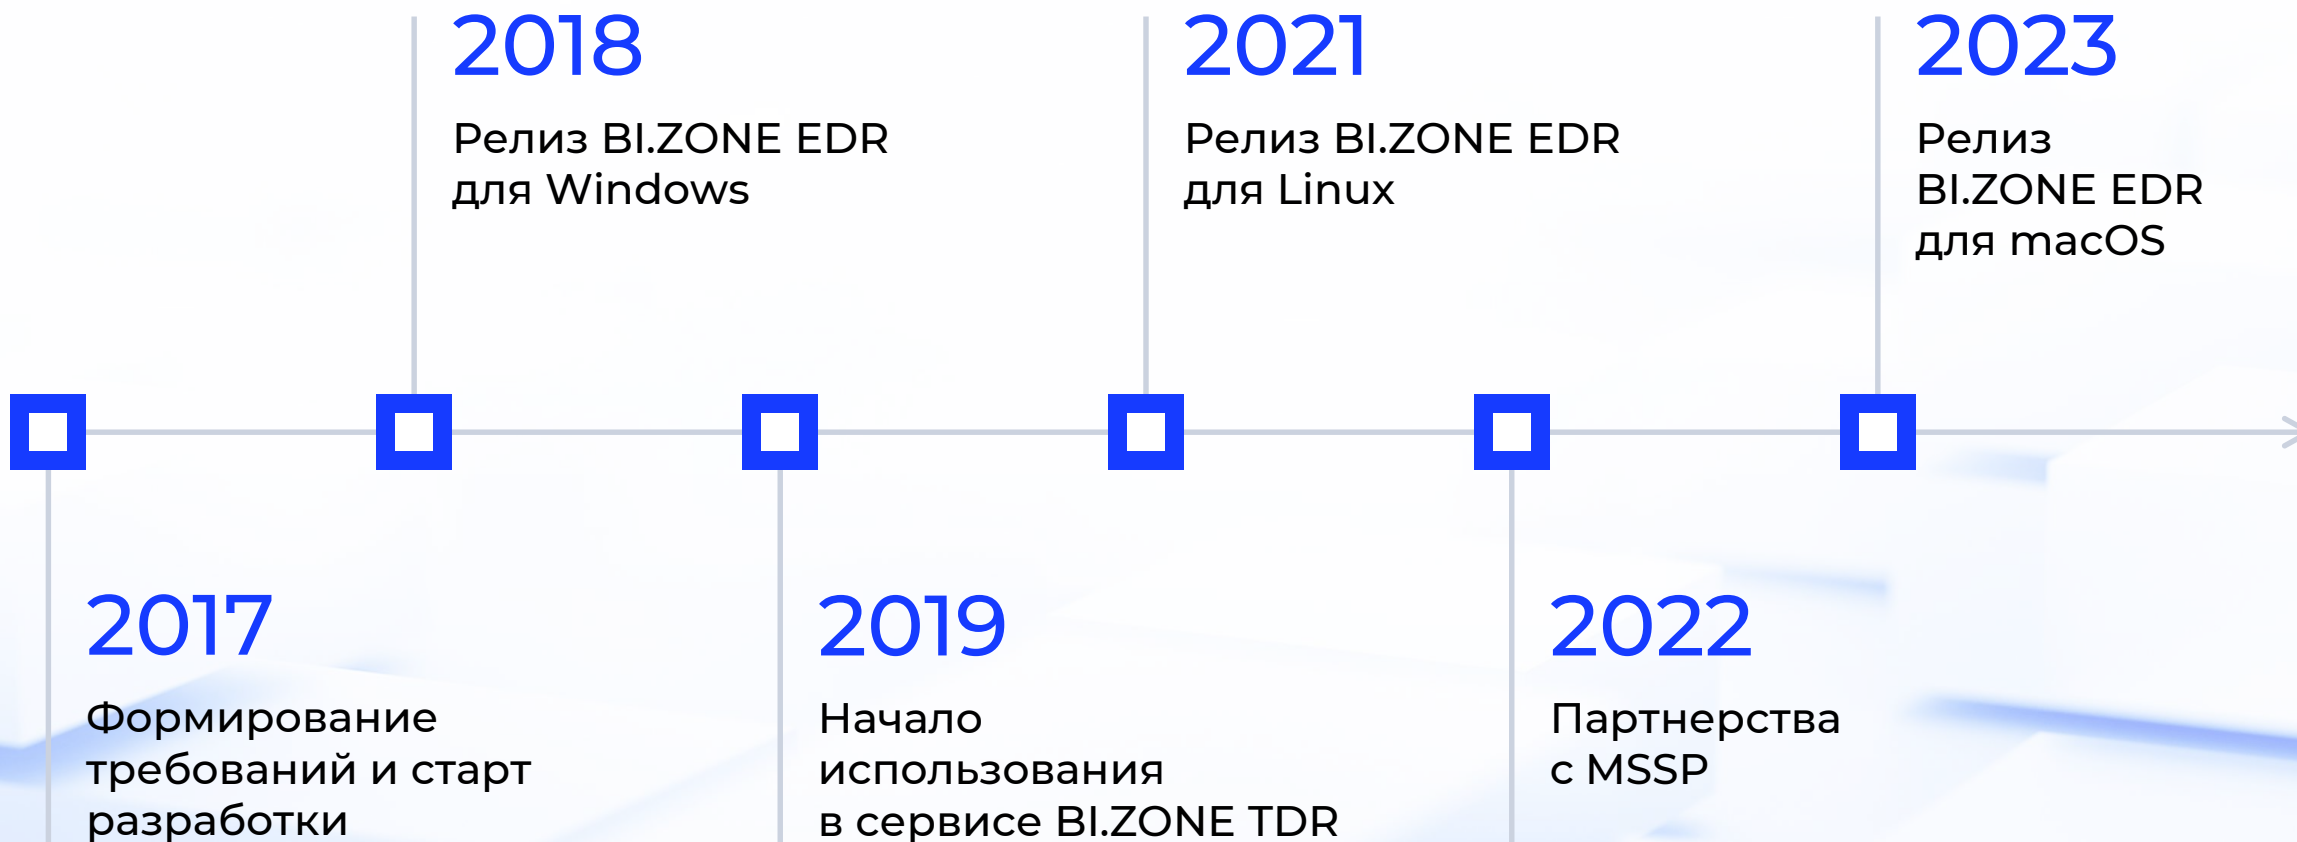 2018
Релиз BI.ZONE EDR
для Windows
2021
Релиз BI.ZONE EDR
для Linux
2023
Релиз
BI.ZONE EDR
для macOS
2017
Формирование
требований и старт
разработки
2019
Начало
использования
в сервисе BI.ZONE TDR
2022
Партнерства
с MSSP